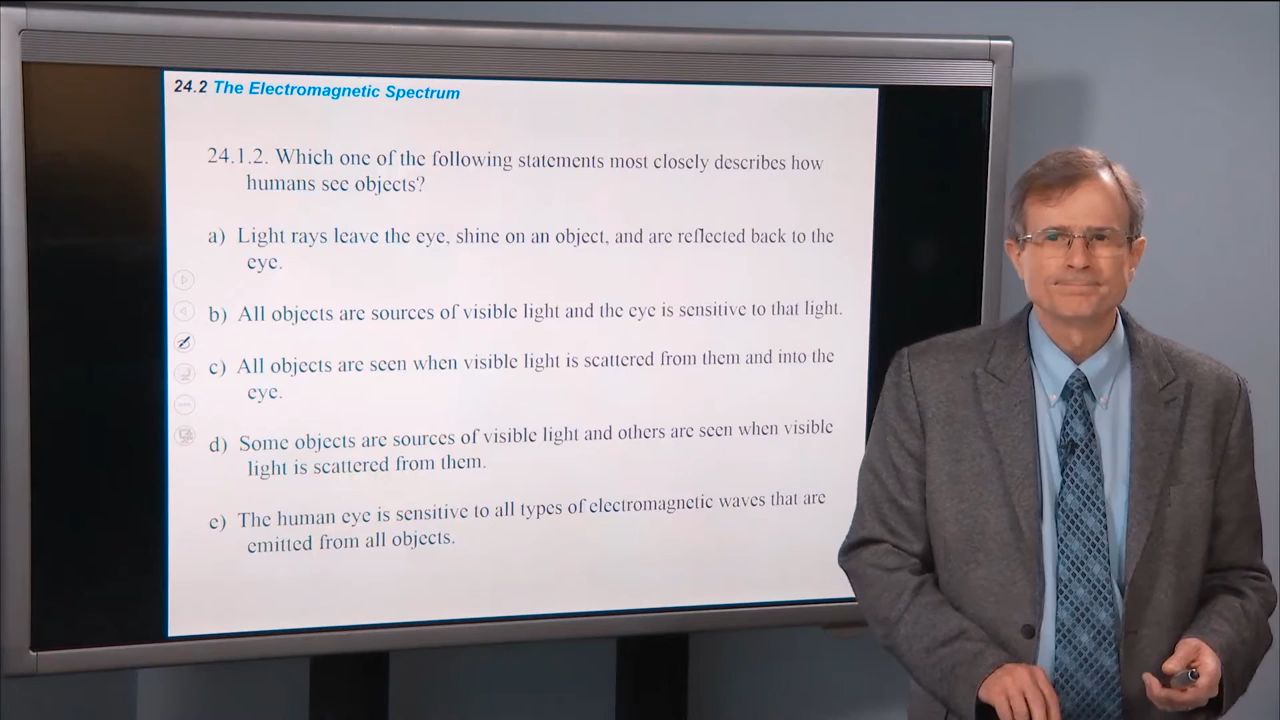 24.2 The Electromagnetic Spectrum
24.1.2. Which one of the following statements most closely describes how
humans see objects?
a) Light rays leave the eye, shine on an object, and are reflected back to the
eye.
b) All objects are sources of visible light and the eye is sensitive to that light.
c) All objects are seen when visible light is scattered from them and into the
eye.
d) Some objects are sources of visible light and others are seen when visible
light is scattered from them.
e) The human eye is sensitive to all types of electromagnetic waves that are
emitted from all objects.